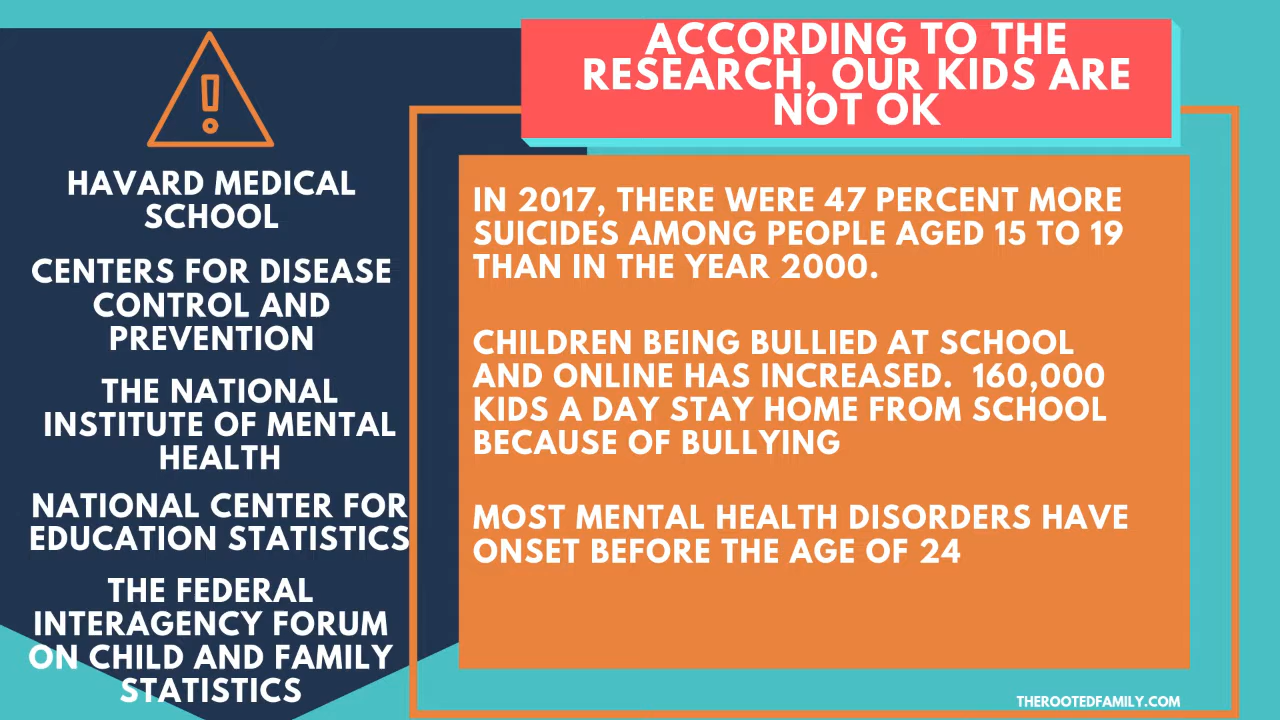 ACCORDING TO THE
RESEARCH, OUR KIDS ARE
NOT OK
HAVARD MEDICAL
SCHOOL
CENTERS FOR DISEASE
CONTROL AND
PREVENTION
THE NATIONAL
INSTITUTE OF MENTAL
HEALTH
NATIONAL CENTER FOR
EDUCATION STATISTICS
THE FEDERAL
INTERAGENCY FORUM
ON CHILD AND FAMILY
STATISTICS
IN 2017, THERE WERE 47 PERCENT MORE
SUICIDES AMONG PEOPLE AGED 15 TO 19
THAN IN THE YEAR 2000.
CHILDREN BEING BULLIED AT SCHOOL
AND ONLINE HAS INCREASED. 160,000
KIDS A DAY STAY HOME FROM SCHOOL
BECAUSE OF BULLYING
MOST MENTAL HEALTH DISORDERS HAVE
ONSET BEFORE THE AGE OF 24
THEROOTEDFAMILY.COM